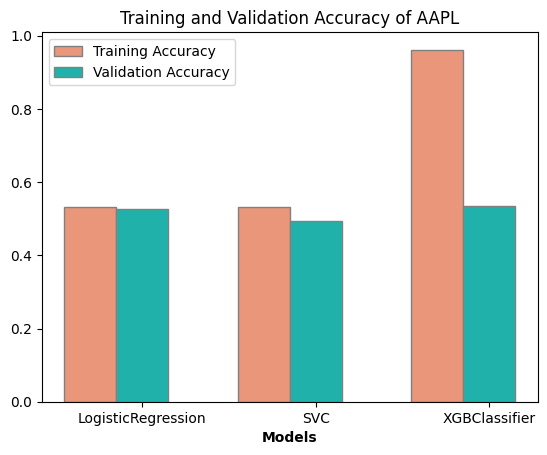 Training and Validation Accuracy of AAPL
1.0
Training Accuracy
Validation Accuracy
0.8
0.6
0.4
0.2
0.0
LogisticRegression SVC XGBClassifier
Models